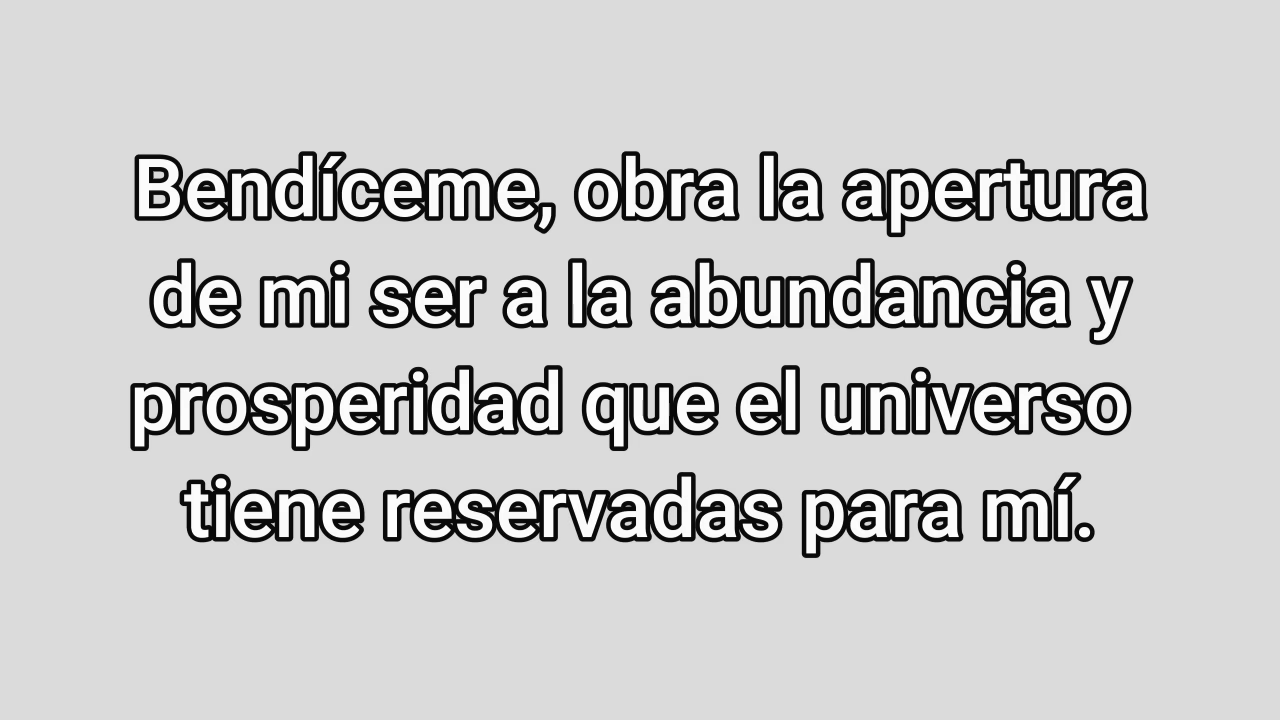 Bendíceme, obra la apertura
de mi ser a la abundancia y
prosperidad que el universo
tiene reservadas para mí.